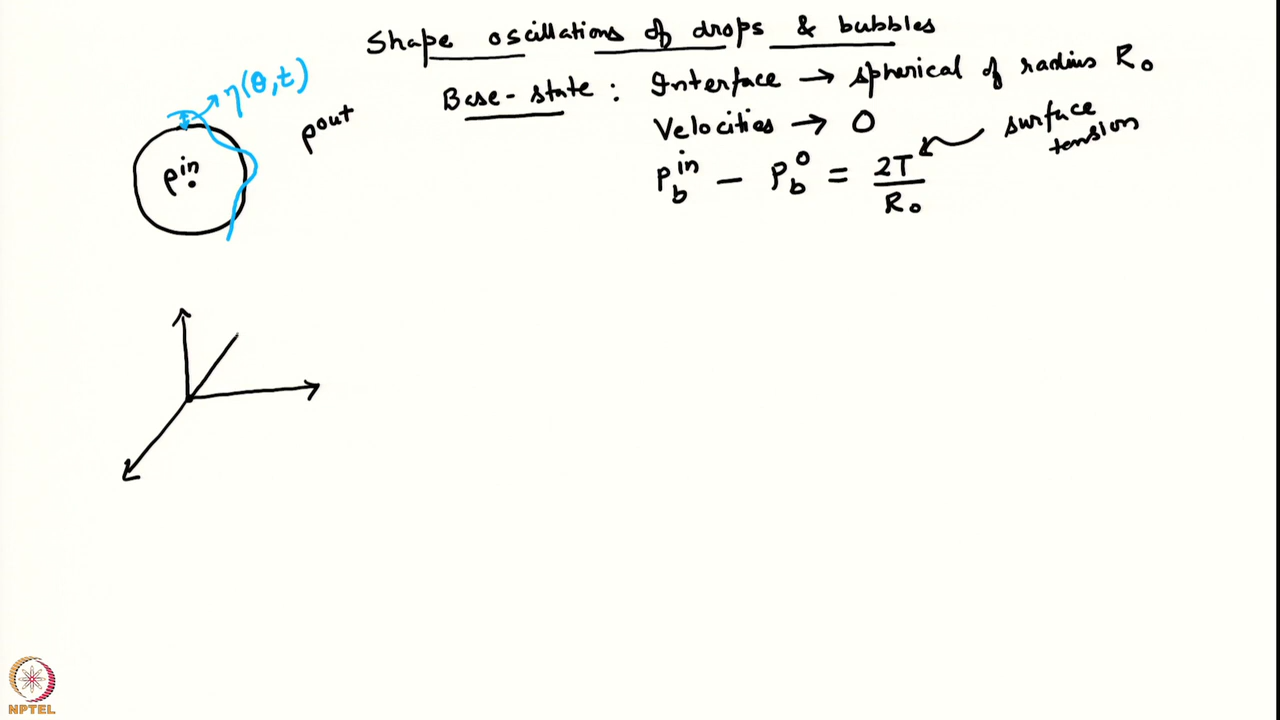 Shape oscillations of drops & bubbles
η(θ,t)
ρ^out
ρ^in
Base-state : Interface → spherical of radius R₀
Velocities → 0
surface tension
p_b^in - p_b^o = 2T/R₀
NPTEL